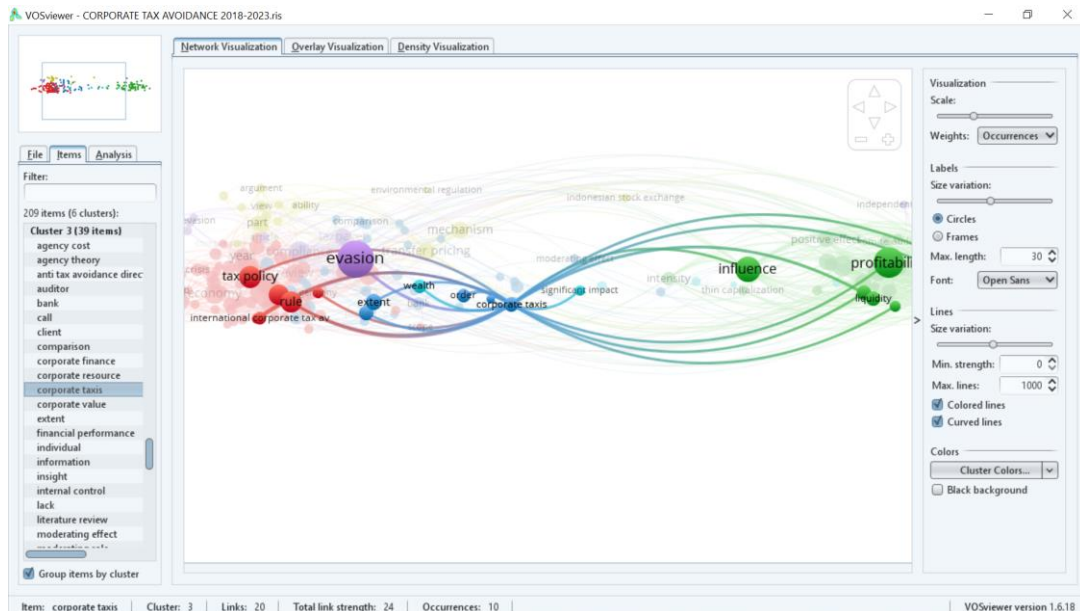 VOSviewer - CORPORATE TAX AVOIDANCE 2018-2023.ris
Network Visualization Overlay Visualization Density Visualization
File Items Analysis
Filter:
209 items (6 clusters):
Cluster 3 (39 items)
agency cost
agency theory
anti tax avoidance direc
auditor
bank
call
client
comparison
corporate finance
corporate resource
corporate taxis
corporate value
extent
financial performance
individual
information
insight
internal control
lack
literature review
moderating effect
Group items by cluster
argument
environmental regulation
view
ability
indonesian stock exchange
independen
part
comparison
mechanism
year
transfer pricing
positive effect
evasion
moderating effect
crisis
tax policy
influence
profitabili
intensity
thin capitalization
economy
wealth
order
significant impact
rule
extent
corporate taxis
liquidity
international corporate tax av
Visualization
Scale:
Weights: Occurrences
Labels
Size variation:
Circles
Frames
Max. length: 30
Font: Open Sans
Lines
Size variation:
Min. strength: 0
Max. lines: 1000
Colored lines
Curved lines
Colors
Cluster Colors...
Black background
Item: corporate taxis Cluster: 3 Links: 20 Total link strength: 24 Occurrences: 10
VOSviewer version 1.6.18